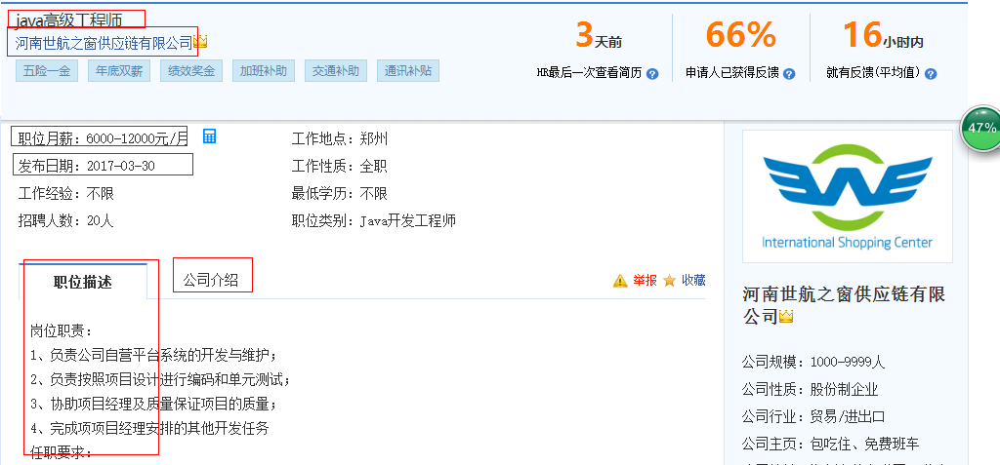 java高级工程师
河南世航之窗供应链有限公司
五险一金 年底双薪 绩效奖金 加班补助 交通补助 通讯补贴
3天前 66% 16小时内
HR最后一次查看简历 ? 申请人已获得反馈 ? 就有反馈(平均值) ?
47%
职位月薪：6000-12000元/月 工作地点：郑州
发布日期：2017-03-30 工作性质：全职
工作经验：不限 最低学历：不限
招聘人数：20人 职位类别：Java开发工程师
职位描述 公司介绍 举报 收藏
岗位职责：
1、负责公司自营平台系统的开发与维护；
2、负责按照项目设计进行编码和单元测试；
3、协助项目经理及质量保证项目的质量；
4、完成项项目经理安排的其他开发任务
任职要求：
International Shopping Center
河南世航之窗供应链有限
公司
公司规模：1000-9999人
公司性质：股份制企业
公司行业：贸易/进出口
公司主页：包吃住、免费班车